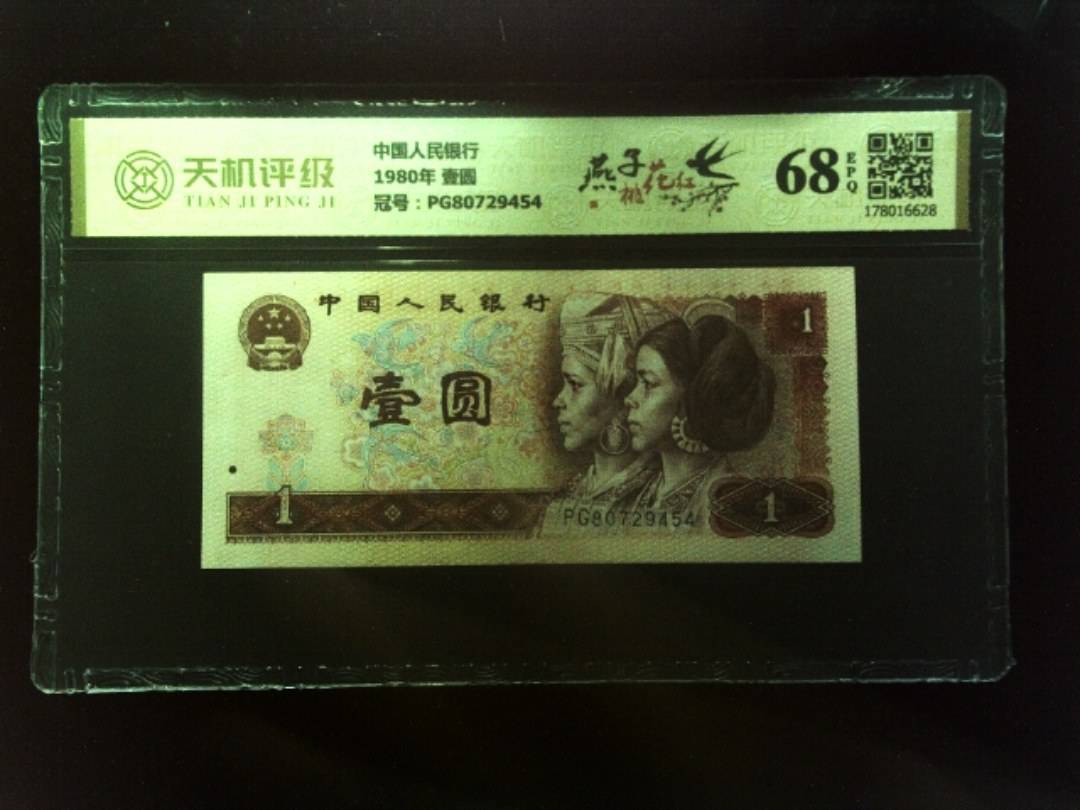 天机评级
TIAN JI PING JI
中国人民银行
1980年 壹圆
冠号：PG80729454
燕子桃花红
68
EPQ
178016628
中国人民银行
1
壹圆
1
PG80729454
1